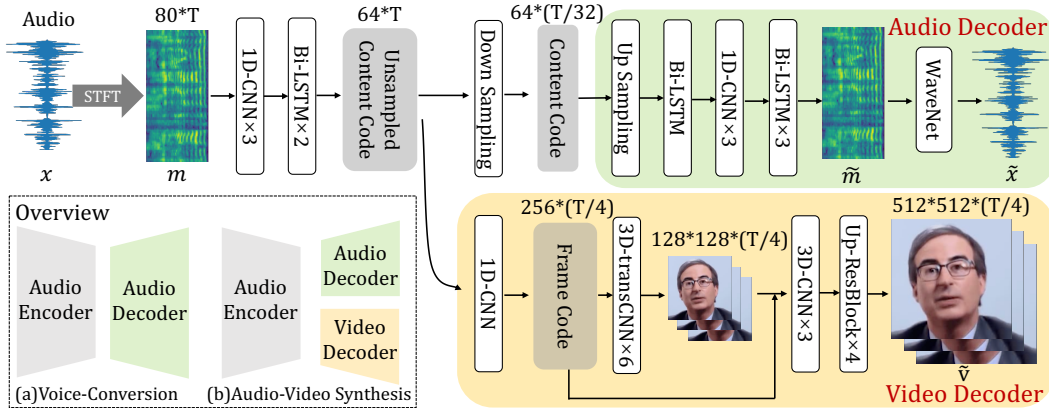 Audio
80*T
64*T
64*(T/32)
Audio Decoder
STFT
1D-CNN×3
Bi-LSTM×2
Unsampled
Content Code
Down Sampling
Content Code
Up Sampling
Bi-LSTM
1D-CNN×3
Bi-LSTM×3
WaveNet
x
m
m̃
x̃
Overview
Audio
Encoder
Audio
Decoder
Audio
Encoder
Audio
Decoder
Video
Decoder
(a)Voice-Conversion
(b)Audio-Video Synthesis
256*(T/4)
128*128*(T/4)
512*512*(T/4)
1D-CNN
Frame Code
3D-transCNN×6
3D-CNN×3
Up-ResBlock×4
ṽ
Video Decoder